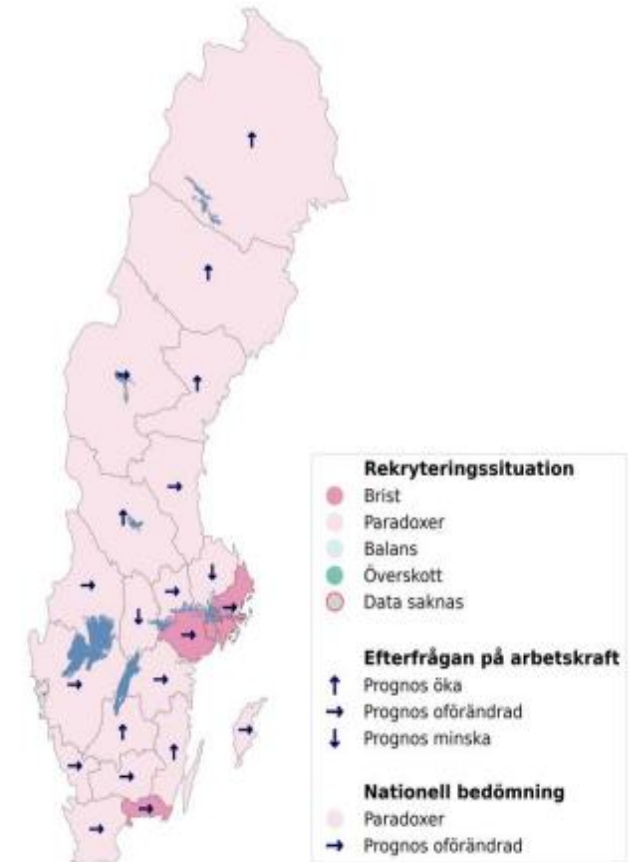 Rekryteringssituation
Brist
Paradoxer
Balans
Överskott
Data saknas
Efterfrågan på arbetskraft
Prognos öka
Prognos oförändrad
Prognos minska
Nationell bedömning
Paradoxer
Prognos oförändrad